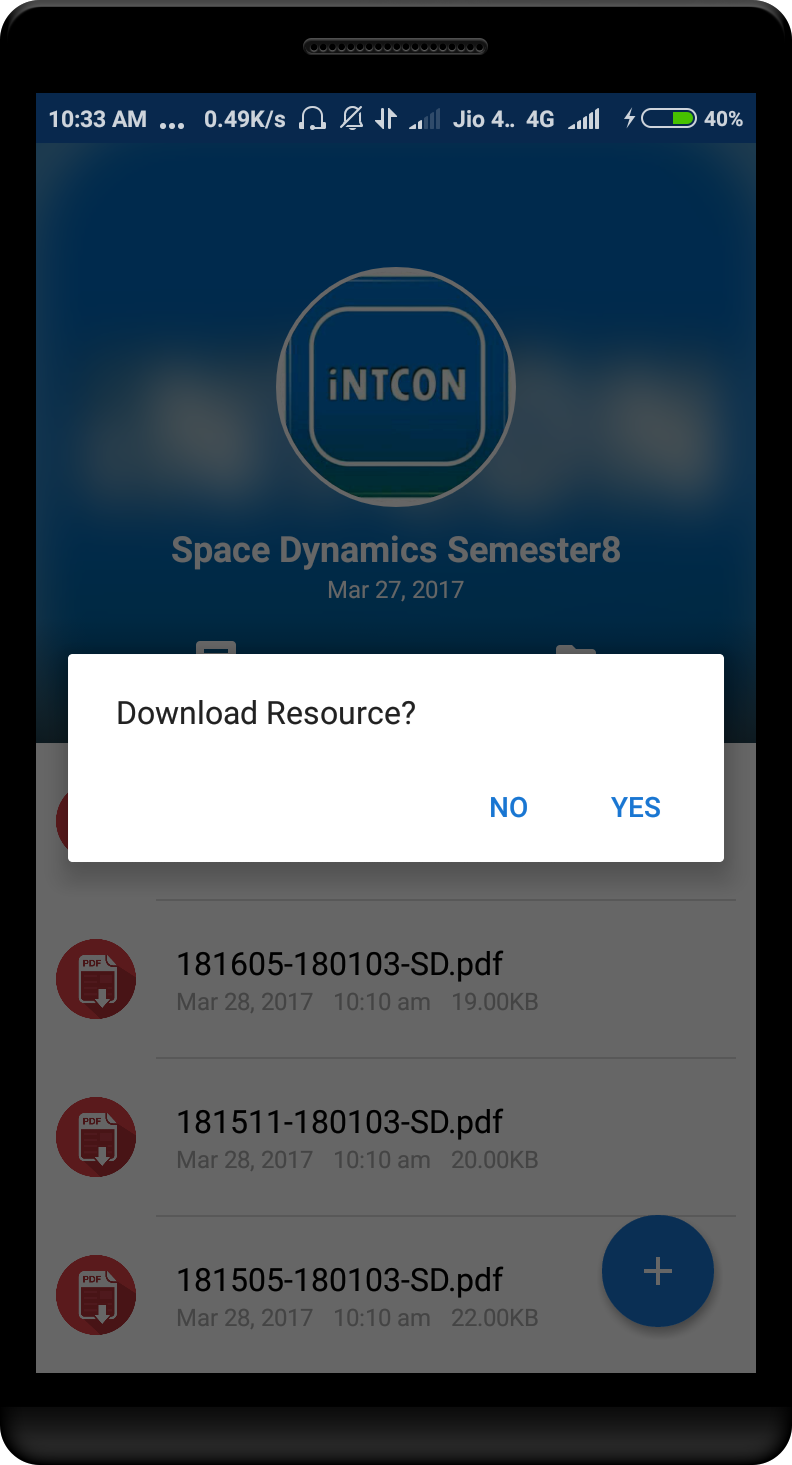 10:33 AM ... 0.49K/s Jio 4.. 4G 40%
iNTCON
Space Dynamics Semester8
Mar 27, 2017
Download Resource?
NO YES
PDF 181605-180103-SD.pdf
Mar 28, 2017 10:10 am 19.00KB
PDF 181511-180103-SD.pdf
Mar 28, 2017 10:10 am 20.00KB
PDF 181505-180103-SD.pdf
Mar 28, 2017 10:10 am 22.00KB